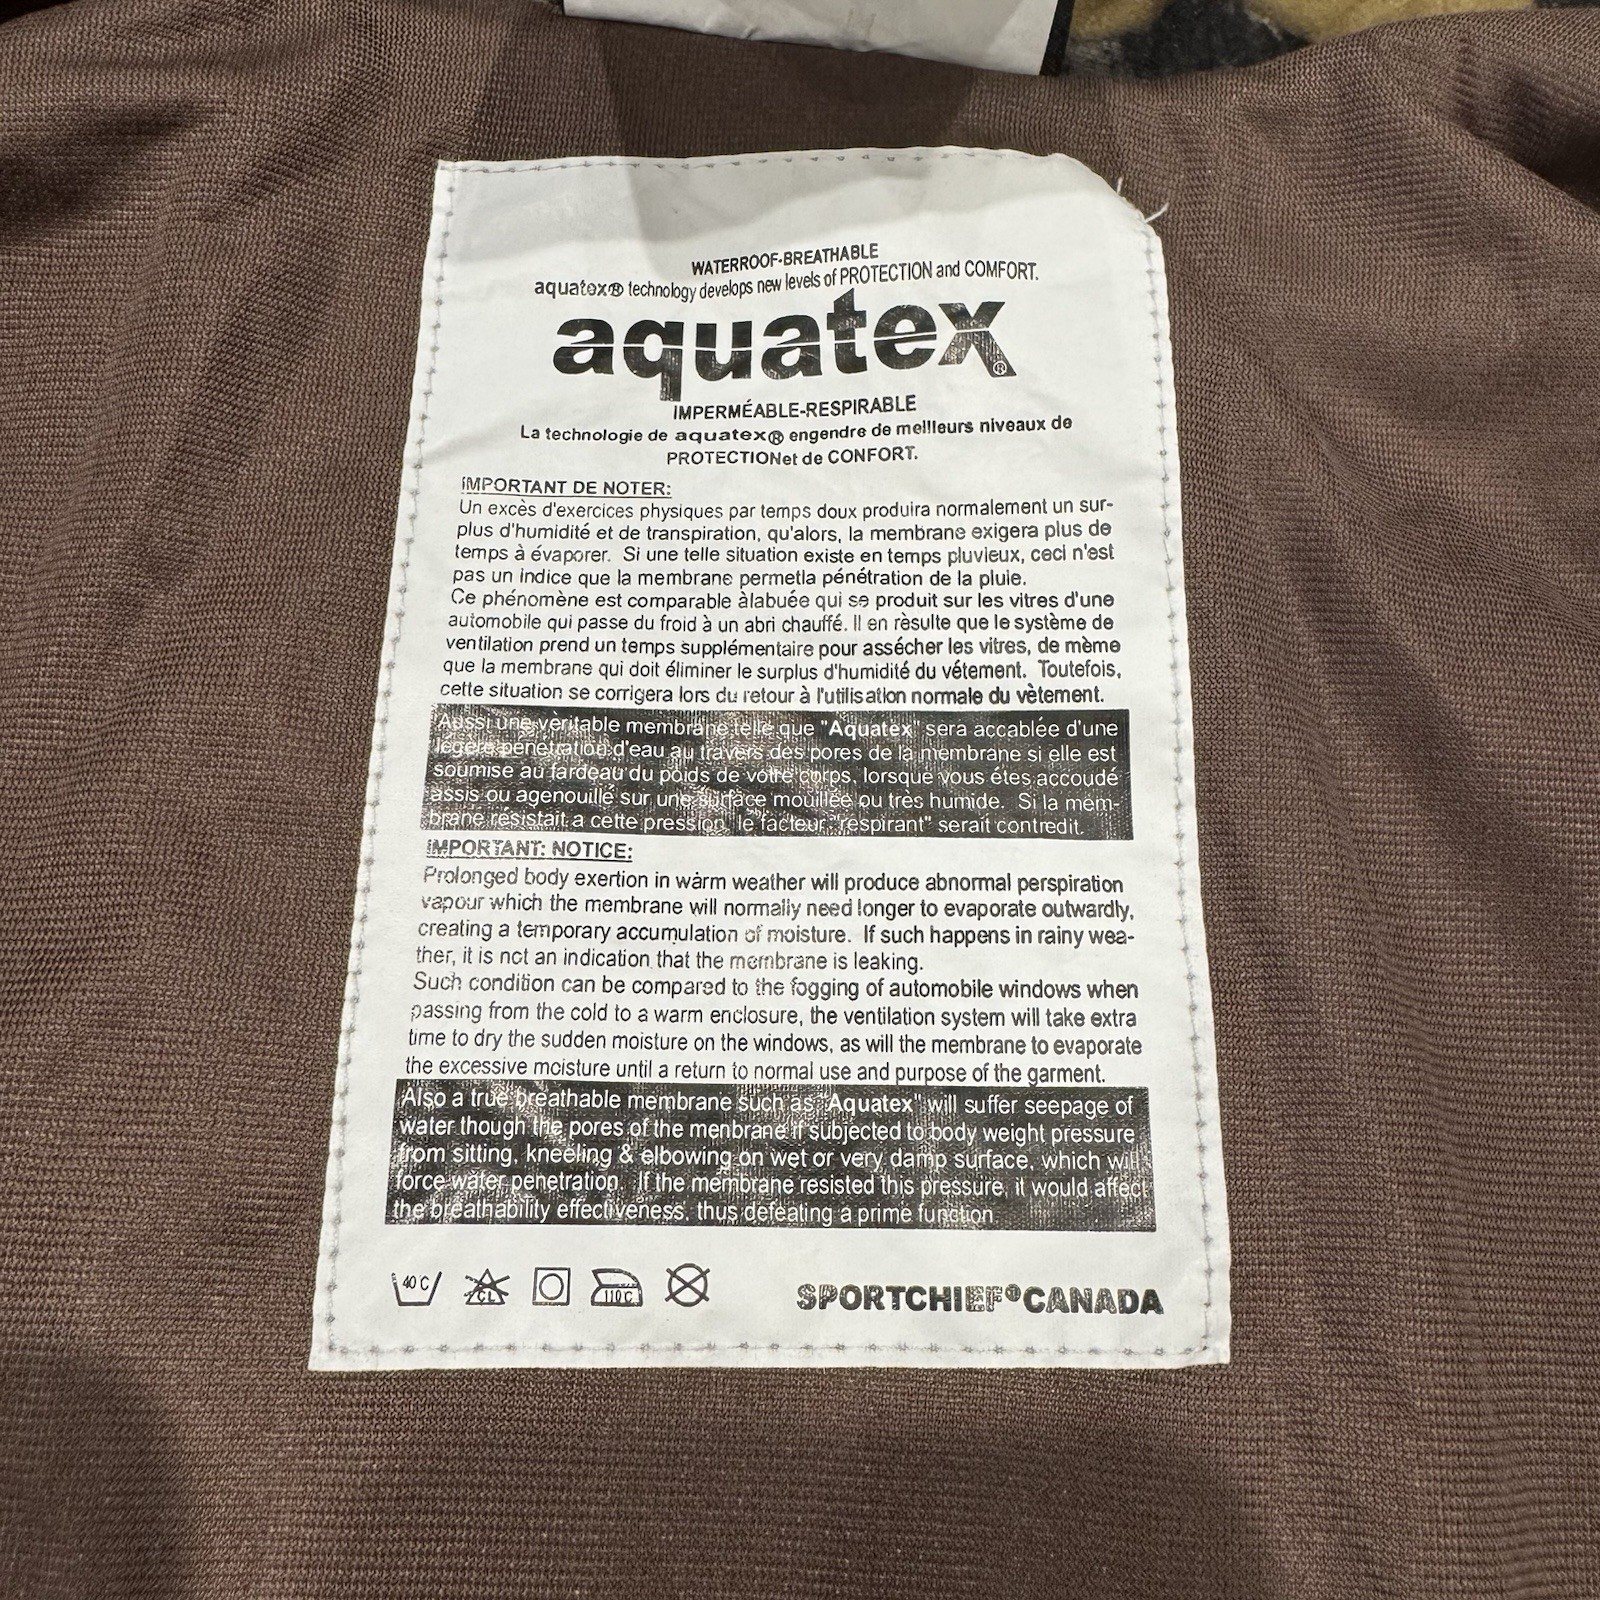 WATERROOF-BREATHABLE
aquatex® technology develops new levels of PROTECTION and COMFORT.
aquatex®
IMPERMÉABLE-RESPIRABLE
La technologie de aquatex® engendre de meilleurs niveaux de
PROTECTIONet de CONFORT.
IMPORTANT DE NOTER:
Un excès d'exercices physiques par temps doux produira normalement un sur-
plus d'humidité et de transpiration, qu'alors, la membrane exigera plus de
temps à évaporer. Si une telle situation existe en temps pluvieux, ceci n'est
pas un indice que la membrane permetla pénétration de la pluie.
Ce phénomène est comparable àlabuée qui se produit sur les vitres d'une
automobile qui passe du froid à un abri chauffé. Il en rèsulte que le système de
ventilation prend un temps supplémentaire pour assécher les vitres, de mème
que la membrane qui doit éliminer le surplus d'humidité du vétement. Toutefois,
cette situation se corrigera lors du retour à l'utilisation normale du vètement.
Aussi une vèritable membrane telle que "Aquatex" sera accablée d'une
légère pénétration d'eau au travers des pores de la membrane si elle est
soumise au fardeau du poids de votre corps, lorsque vous étes accoudé
assis ou agenouillé sur une surface mouillée ou très humide. Si la mem-
brane résistait a cette pression, le facteur "respirant" serait contredit.
IMPORTANT: NOTICE:
Prolonged body exertion in warm weather will produce abnormal perspiration
vapour which the membrane will normally need longer to evaporate outwardly,
creating a temporary accumulation of moisture. If such happens in rainy wea-
ther, it is not an indication that the membrane is leaking.
Such condition can be compared to the fogging of automobile windows when
passing from the cold to a warm enclosure, the ventilation system will take extra
time to dry the sudden moisture on the windows, as will the membrane to evaporate
the excessive moisture until a return to normal use and purpose of the garment.
Also a true breathable membrane such as "Aquatex" will suffer seepage of
water though the pores of the menbrane if subjected to body weight pressure
from sitting, kneeling & elbowing on wet or very damp surface, which will
force water penetration. If the membrane resisted this pressure, it would affect
the breathability effectiveness, thus defeating a prime function
40 C CL 110 C SPORTCHIEF®CANADA